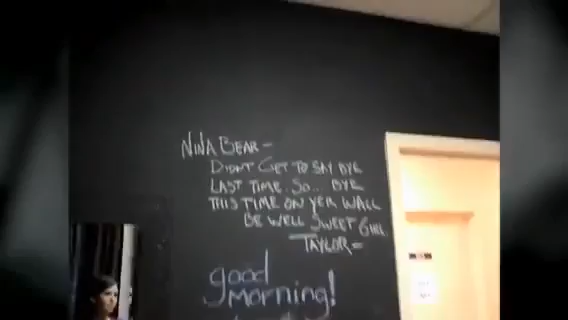 NINA BEAR -
DIDNT GET TO SAY BYE
LAST TIME. SO... BYE
THIS TIME ON YER WALL
BE WELL SWEET GIRL
TAYLOR =
good
morning!